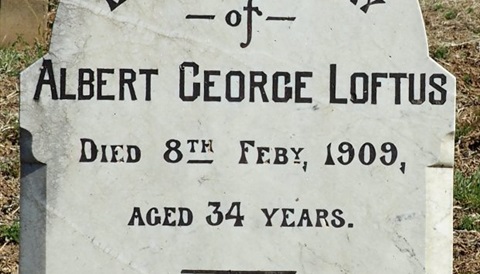 of
ALBERT GEORGE LOFTUS
DIED 8TH FEBY, 1909,
AGED 34 YEARS.